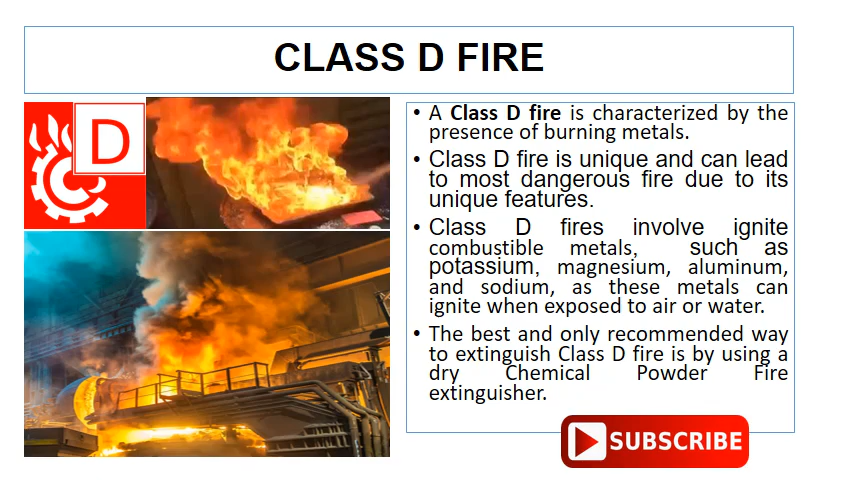 CLASS D FIRE
D
• A Class D fire is characterized by the
presence of burning metals.
• Class D fire is unique and can lead
to most dangerous fire due to its
unique features.
• Class D fires involve ignite
combustible metals, such as
potassium, magnesium, aluminum,
and sodium, as these metals can
ignite when exposed to air or water.
• The best and only recommended way
to extinguish Class D fire is by using a
dry Chemical Powder Fire
extinguisher.
SUBSCRIBE